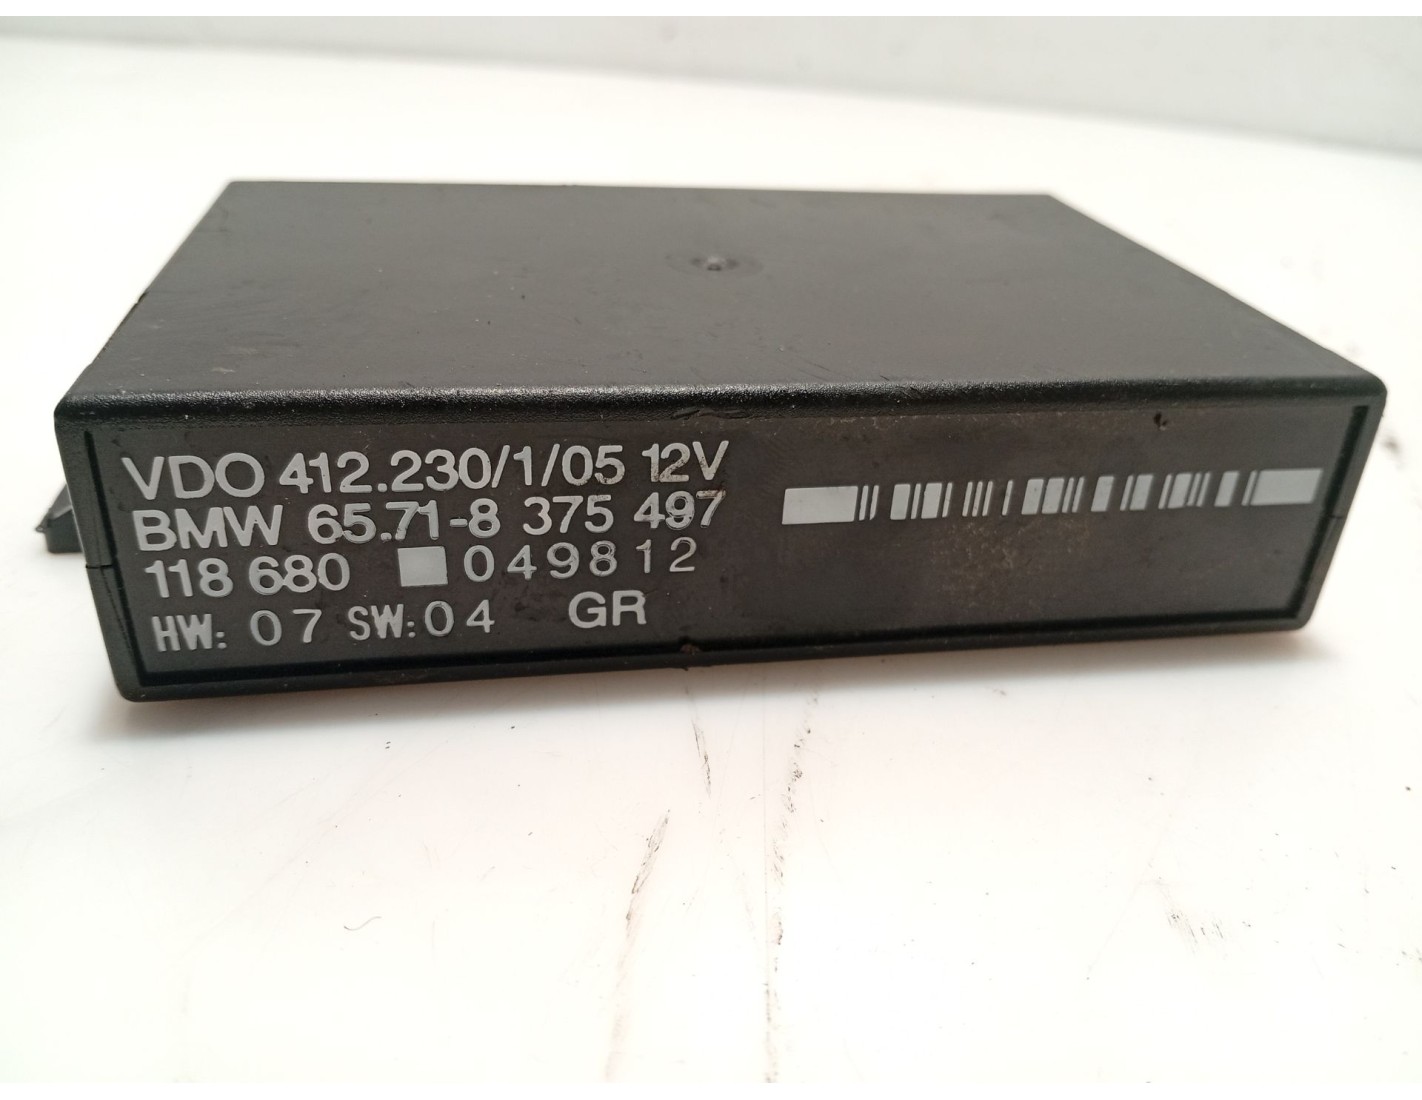 VDO 412.230/1/05 12V
BMW 65.71-8 375 497
118 680 049812
HW: 07 SW:04 GR